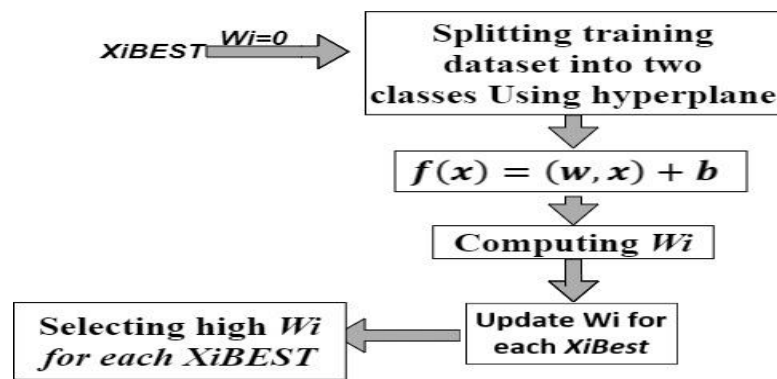 XiBEST Wi=0
Splitting training
dataset into two
classes Using hyperplane
f(x) = (w, x) + b
Computing Wi
Update Wi for
each XiBest
Selecting high Wi
for each XiBEST